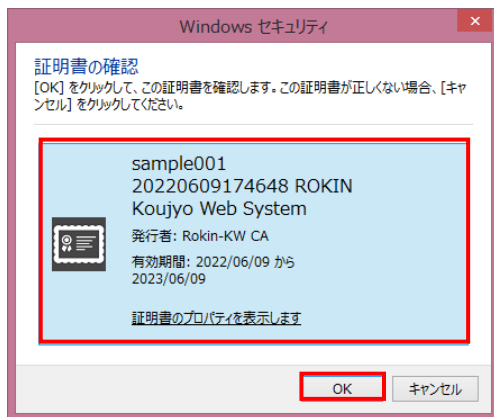 Windows セキュリティ
証明書の確認
[OK] をクリックして、この証明書を確認します。この証明書が正しくない場合、[キャ
ンセル] をクリックしてください。
sample001
20220609174648 ROKIN
Koujyo Web System
発行者: Rokin-KW CA
有効期間: 2022/06/09 から
2023/06/09
証明書のプロパティを表示します
OK
キャンセル